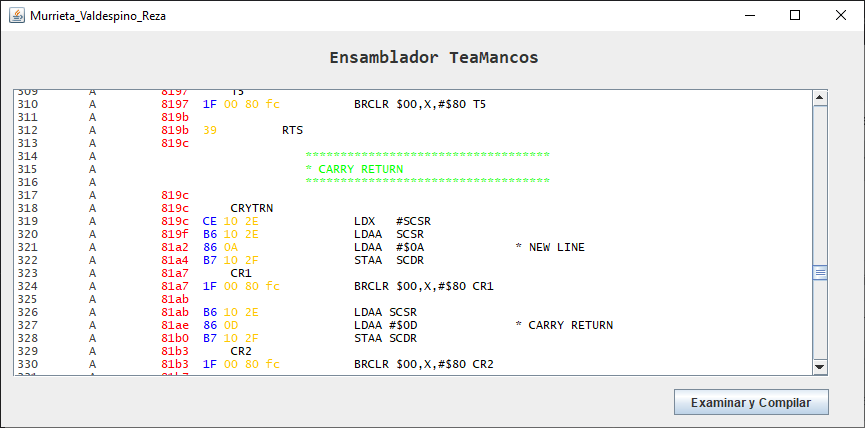 Murrieta_Valdespino_Reza
Ensamblador TeaMancos
309 A 8197 T5
310 A 8197 1F 00 80 fc BRCLR $00,X,#$80 T5
311 A 819b
312 A 819b 39 RTS
313 A 819c
314 A ***********************************
315 A * CARRY RETURN
316 A ***********************************
317 A 819c
318 A 819c CRYTRN
319 A 819c CE 10 2E LDX #SCSR
320 A 819f B6 10 2E LDAA SCSR
321 A 81a2 86 0A LDAA #$0A * NEW LINE
322 A 81a4 B7 10 2F STAA SCDR
323 A 81a7 CR1
324 A 81a7 1F 00 80 fc BRCLR $00,X,#$80 CR1
325 A 81ab
326 A 81ab B6 10 2E LDAA SCSR
327 A 81ae 86 0D LDAA #$0D * CARRY RETURN
328 A 81b0 B7 10 2F STAA SCDR
329 A 81b3 CR2
330 A 81b3 1F 00 80 fc BRCLR $00,X,#$80 CR2
Examinar y Compilar